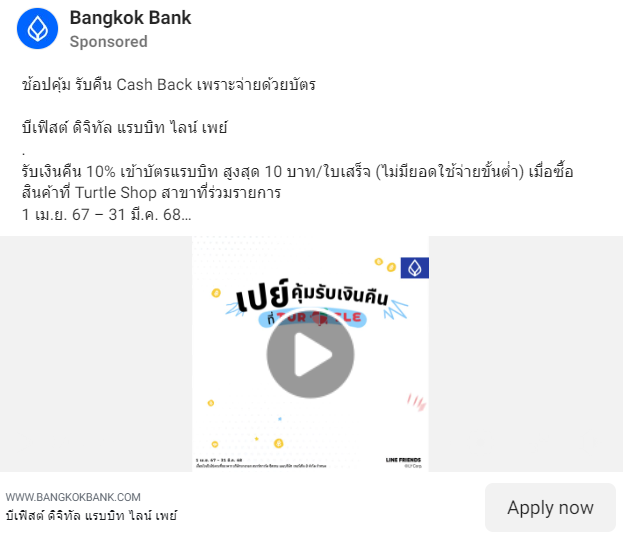 Bangkok Bank
Sponsored
ช้อปคุ้ม รับคืน Cash Back เพราะจ่ายด้วยบัตร
บีเฟิสต์ ดิจิทัล แรบบิท ไลน์ เพย์
.
รับเงินคืน 10% เข้าบัตรแรบบิท สูงสุด 10 บาท/ใบเสร็จ (ไม่มียอดใช้จ่ายขั้นต่ำ) เมื่อซื้อ
สินค้าที่ Turtle Shop สาขาที่ร่วมรายการ
1 เม.ย. 67 – 31 มี.ค. 68…
เปย์คุ้มรับเงินคืน
ที่
1 เม.ย. 67 – 31 มี.ค. 68
LINE FRIENDS
WWW.BANGKOKBANK.COM
บีเฟิสต์ ดิจิทัล แรบบิท ไลน์ เพย์
Apply now